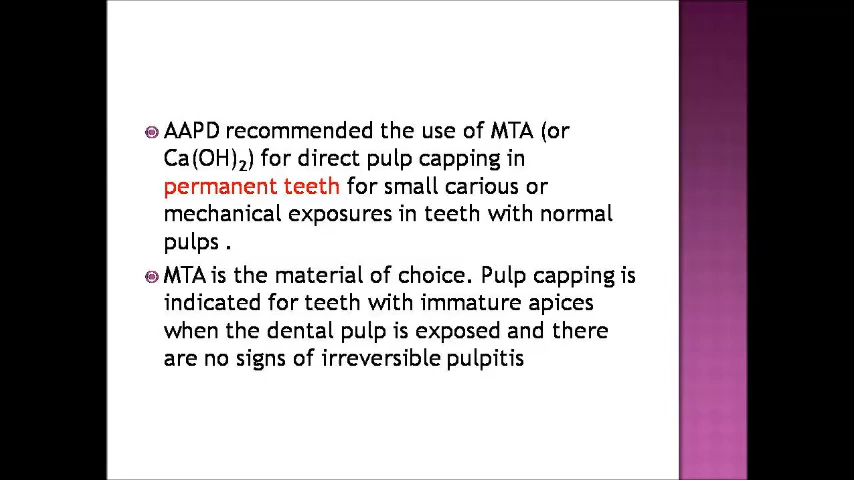 AAPD recommended the use of MTA (or
Ca(OH)₂) for direct pulp capping in
permanent teeth for small carious or
mechanical exposures in teeth with normal
pulps .
MTA is the material of choice. Pulp capping is
indicated for teeth with immature apices
when the dental pulp is exposed and there
are no signs of irreversible pulpitis